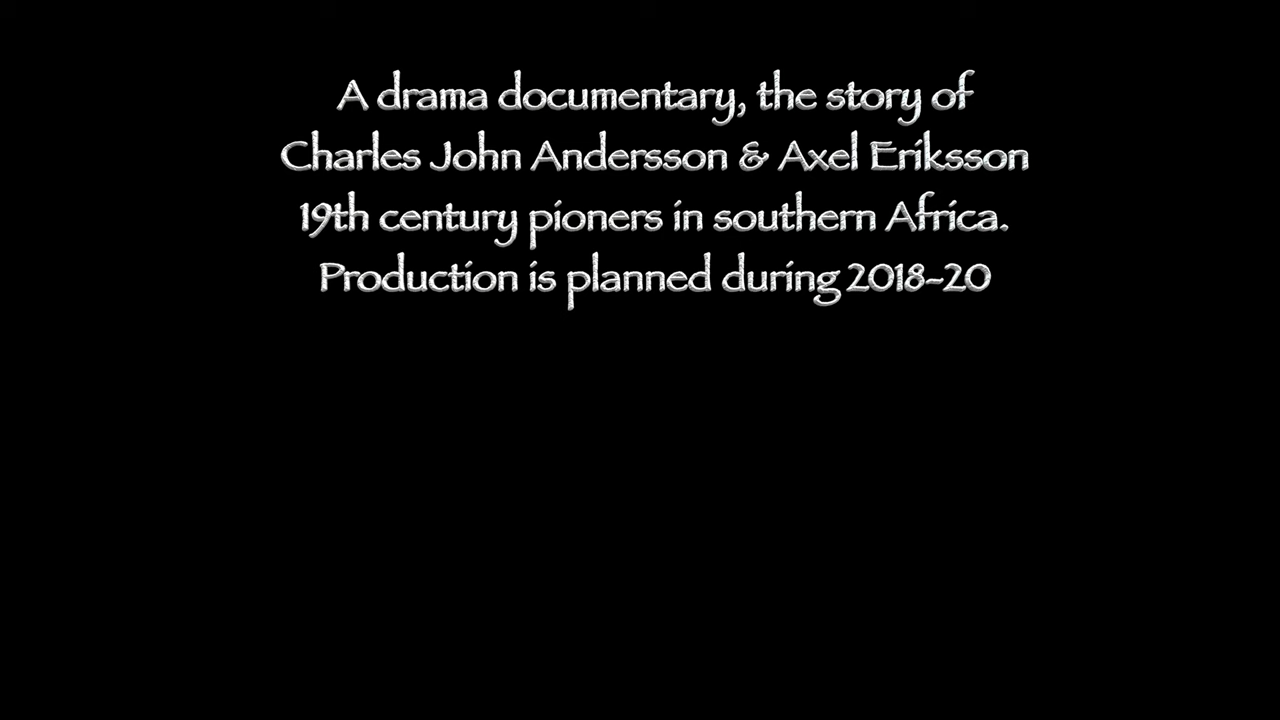 A drama documentary, the story of
Charles John Andersson & Axel Eriksson
19th century pioners in southern Africa.
Production is planned during 2018-20